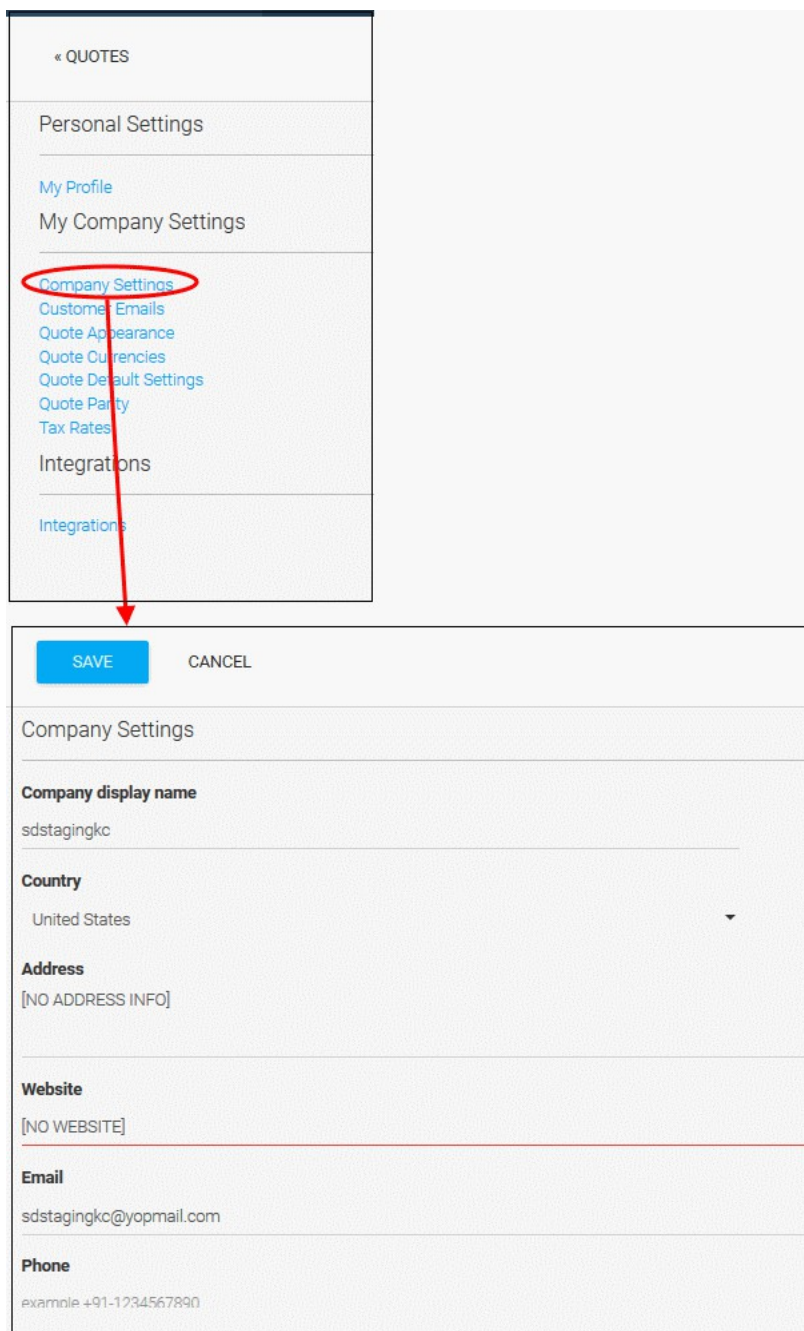 « QUOTES
Personal Settings
My Profile
My Company Settings
Company Settings
Customer Emails
Quote Appearance
Quote Currencies
Quote Default Settings
Quote Parity
Tax Rates
Integrations
Integrations
SAVE CANCEL
Company Settings
Company display name
sdstagingkc
Country
United States
Address
[NO ADDRESS INFO]
Website
[NO WEBSITE]
Email
sdstagingkc@yopmail.com
Phone
example +91-1234567890